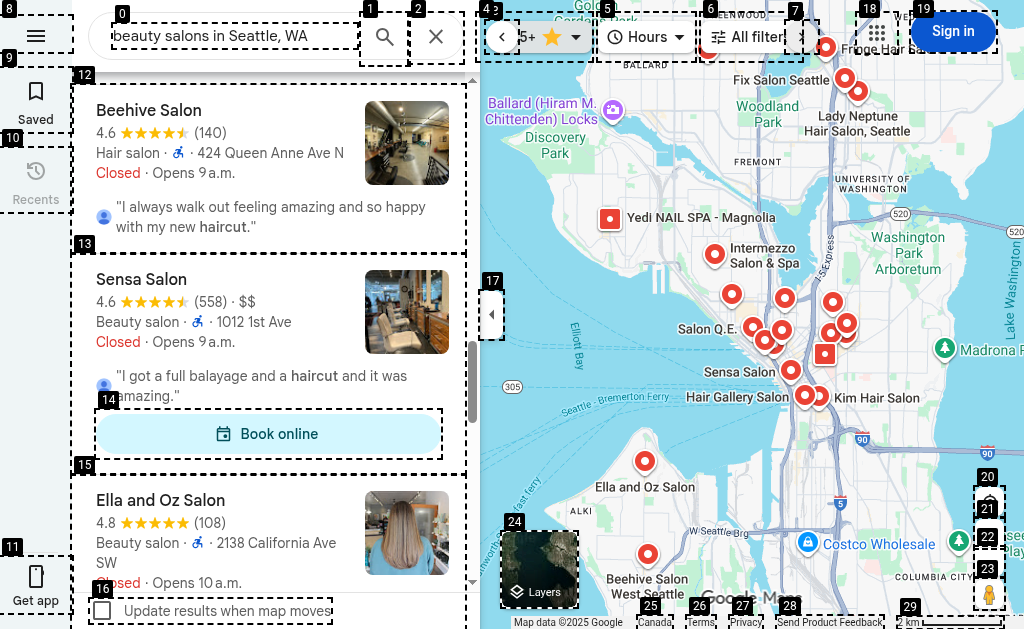 beauty salons in Seattle, WA
Saved
Recents
Get app
Beehive Salon
4.6 (140)
Hair salon · 424 Queen Anne Ave N
Closed · Opens 9 a.m.
"I always walk out feeling amazing and so happy
with my new haircut."
Sensa Salon
4.6 (558) · $$
Beauty salon · 1012 1st Ave
Closed · Opens 9 a.m.
"I got a full balayage and a haircut and it was
amazing."
Book online
Ella and Oz Salon
4.8 (108)
Beauty salon · 2138 California Ave
SW
Closed · Opens 10 a.m.
Update results when map moves
5+
Hours
All filter
Sign in
0
1
2
5
6
7
8
9
10
11
12
13
14
15
16
17
18
19
20
21
22
23
24
25
26
27
28
29
BALLARD
Fringe Hair Sa
Fix Salon Seattle
Lady Neptune
Hair Salon, Seattle
Ballard (Hiram M.
Chittenden) Locks
Discovery
Park
Woodland
Park
FREMONT
UNIVERSITY OF
WASHINGTON
520
520
Yedi NAIL SPA - Magnolia
Washington
Park
Arboretum
Intermezzo
Salon & Spa
I-5 Express
Lake Washington
Elliott Bay
Salon Q.E.
Madrona
Sensa Salon
305
Seattle - Bremerton Ferry
Hair Gallery Salon
Kim Hair Salon
90
90
Ella and Oz Salon
ALKI
5
W Seattle Brg
Costco Wholesale
Beehive Salon
West Seattle
COLUMBIA CITY
Layers
Google Maps
Map data ©2025 Google
Canada
Terms
Privacy
Send Product Feedback
2 km